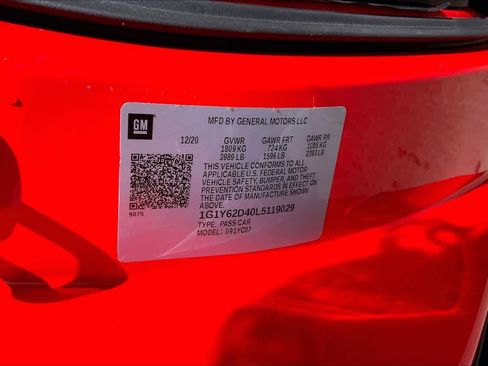 GM
MFD BY GENERAL MOTORS LLC
12/20 GVWR GAWR FRT GAWR RR
1809 KG 724 KG 1085 KG
3989 LB 1596 LB 2393 LB
THIS VEHICLE CONFORMS TO ALL
APPLICABLE U.S. FEDERAL MOTOR
VEHICLE SAFETY, BUMPER, AND THEFT
PREVENTION STANDARDS IN EFFECT ON
THE DATE OF MANUFACTURE SHOWN
ABOVE.
9075
1G1Y62D40L5119029
TYPE: PASS CAR
MODEL: 091YC07